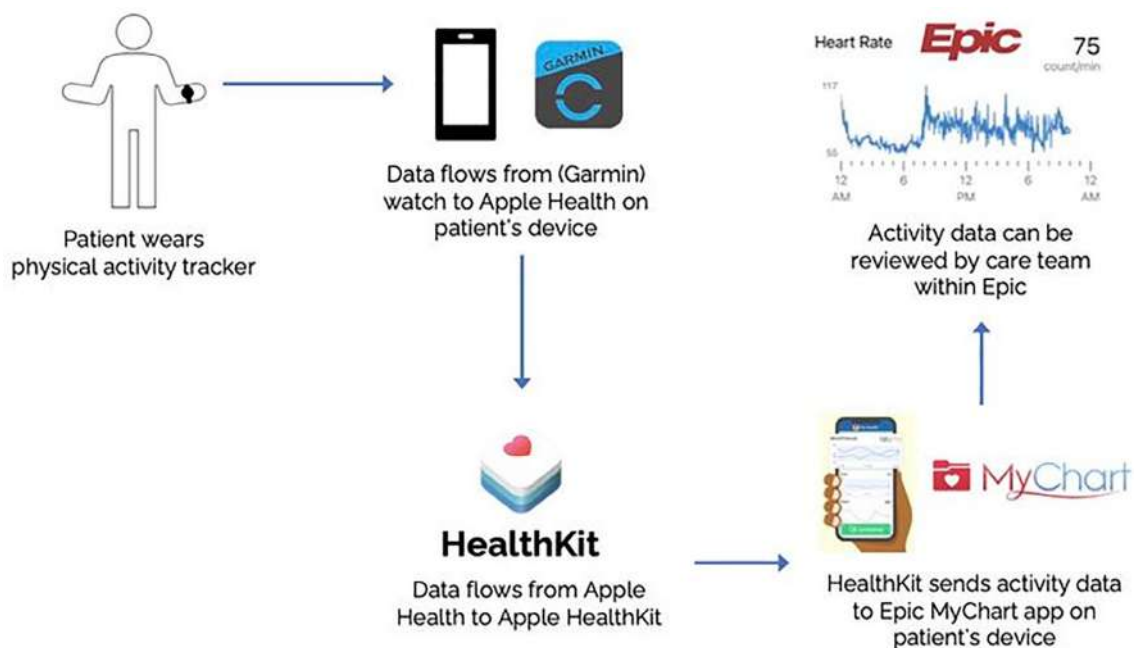 Patient wears
physical activity tracker
GARMIN
Data flows from (Garmin)
watch to Apple Health on
patient's device
HealthKit
Data flows from Apple
Health to Apple HealthKit
MyChart
HealthKit sends activity data
to Epic MyChart app on
patient's device
Heart Rate
Epic
75
count/min
117
55
12 6 12 6 12
AM PM AM
Activity data can be
reviewed by care team
within Epic